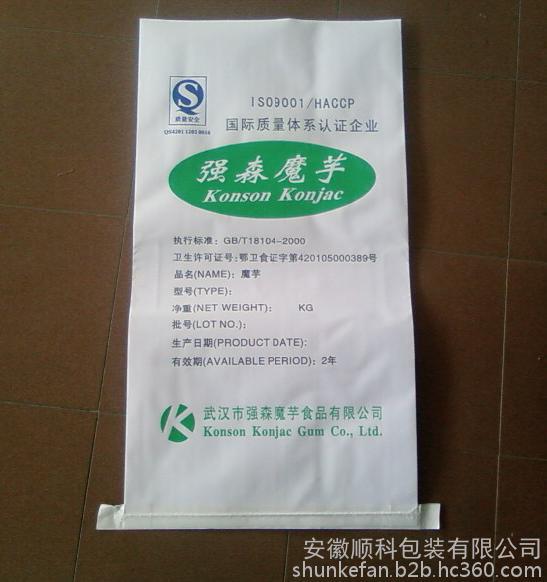 ISO9001/HACCP
质量安全
国际质量体系认证企业
QS4201 1201 0016
强森魔芋
Konson Konjac
执行标准：GB/T18104-2000
卫生许可证号：鄂卫食证字第420105000389号
品名(NAME)：魔芋
型号(TYPE)：
净重(NET WEIGHT)： KG
批号(LOT NO.)：
生产日期(PRODUCT DATE)：
有效期(AVAILABLE PERIOD)：2年
武汉市强森魔芋食品有限公司
Konson Konjac Gum Co., Ltd.
安徽顺科包装有限公司
shunkefan.b2b.hc360.com